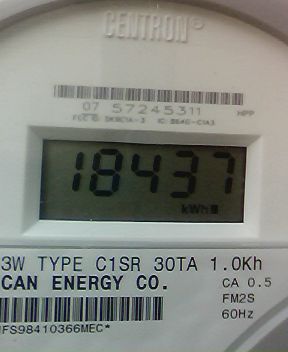 CENTRON®
07 57245311 HPP
18437
kWh
3W TYPE C1SR 30TA 1.0Kh
CAN ENERGY CO. CA 0.5
FM2S
60Hz